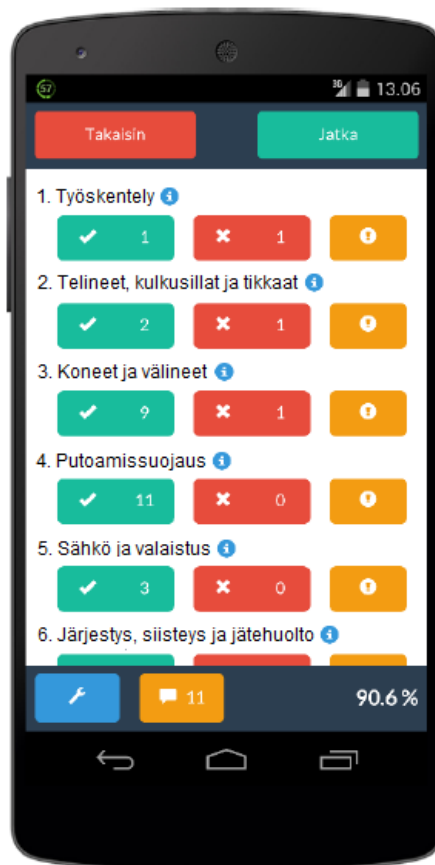 57 3G 13.06
Takaisin Jatka
1. Työskentely
1 1
2. Telineet, kulkusillat ja tikkaat
2 1
3. Koneet ja välineet
9 1
4. Putoamissuojaus
11 0
5. Sähkö ja valaistus
3 0
6. Järjestys, siisteys ja jätehuolto
11 90.6 %